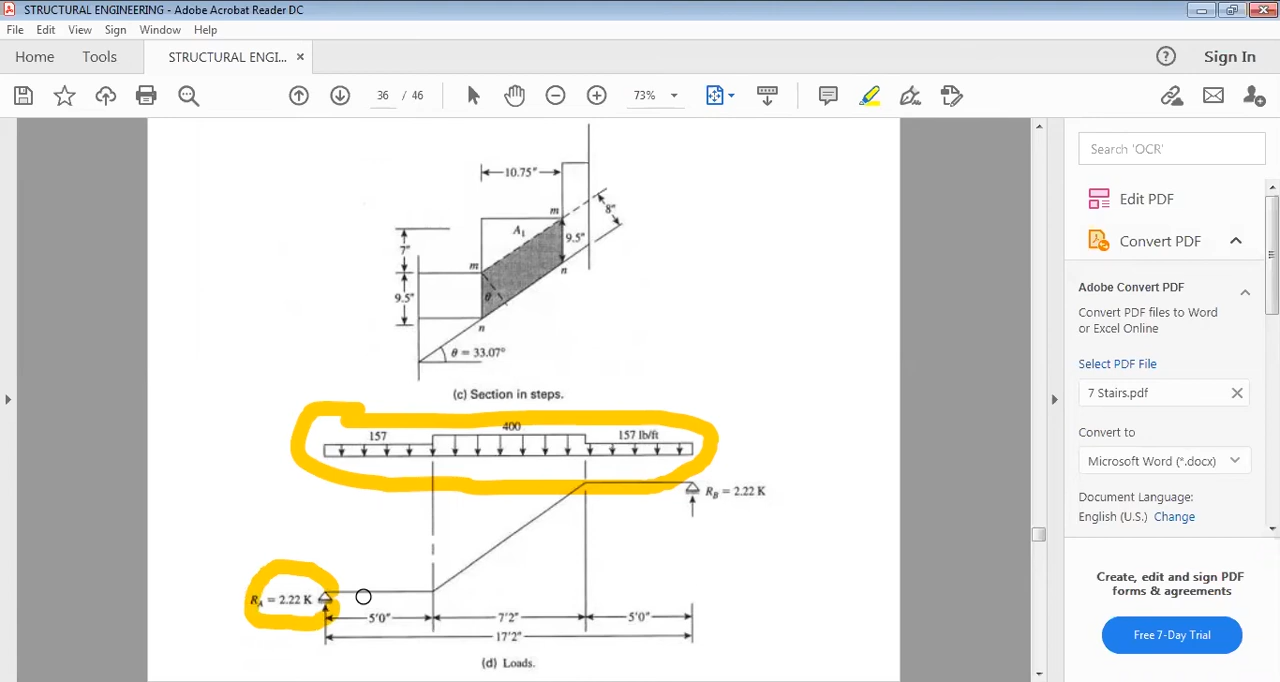 STRUCTURAL ENGINEERING - Adobe Acrobat Reader DC
File Edit View Sign Window Help
Home Tools STRUCTURAL ENGI... × Sign In
36 / 46 73%
10.75"
m 8"
A₁ 9.5"
7" n
m
9.5" θ
n
θ = 33.07°
(c) Section in steps.
157 400 157 lb/ft
R_B = 2.22 K
R_A = 2.22 K
5'0" 7'2" 5'0"
17'2"
(d) Loads.
Search 'OCR'
Edit PDF
Convert PDF
Adobe Convert PDF
Convert PDF files to Word
or Excel Online
Select PDF File
7 Stairs.pdf
Convert to
Microsoft Word (*.docx)
Document Language:
English (U.S.) Change
Create, edit and sign PDF
forms & agreements
Free 7-Day Trial